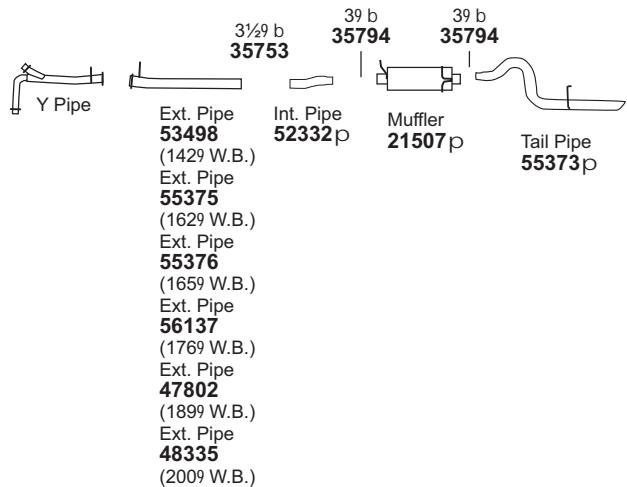 3½9 b
35753
39 b
35794
39 b
35794
Y Pipe
Ext. Pipe
53498
(1429 W.B.)
Ext. Pipe
55375
(1629 W.B.)
Ext. Pipe
55376
(1659 W.B.)
Ext. Pipe
56137
(1769 W.B.)
Ext. Pipe
47802
(1899 W.B.)
Ext. Pipe
48335
(2009 W.B.)
Int. Pipe
52332p
Muffler
21507p
Tail Pipe
55373p